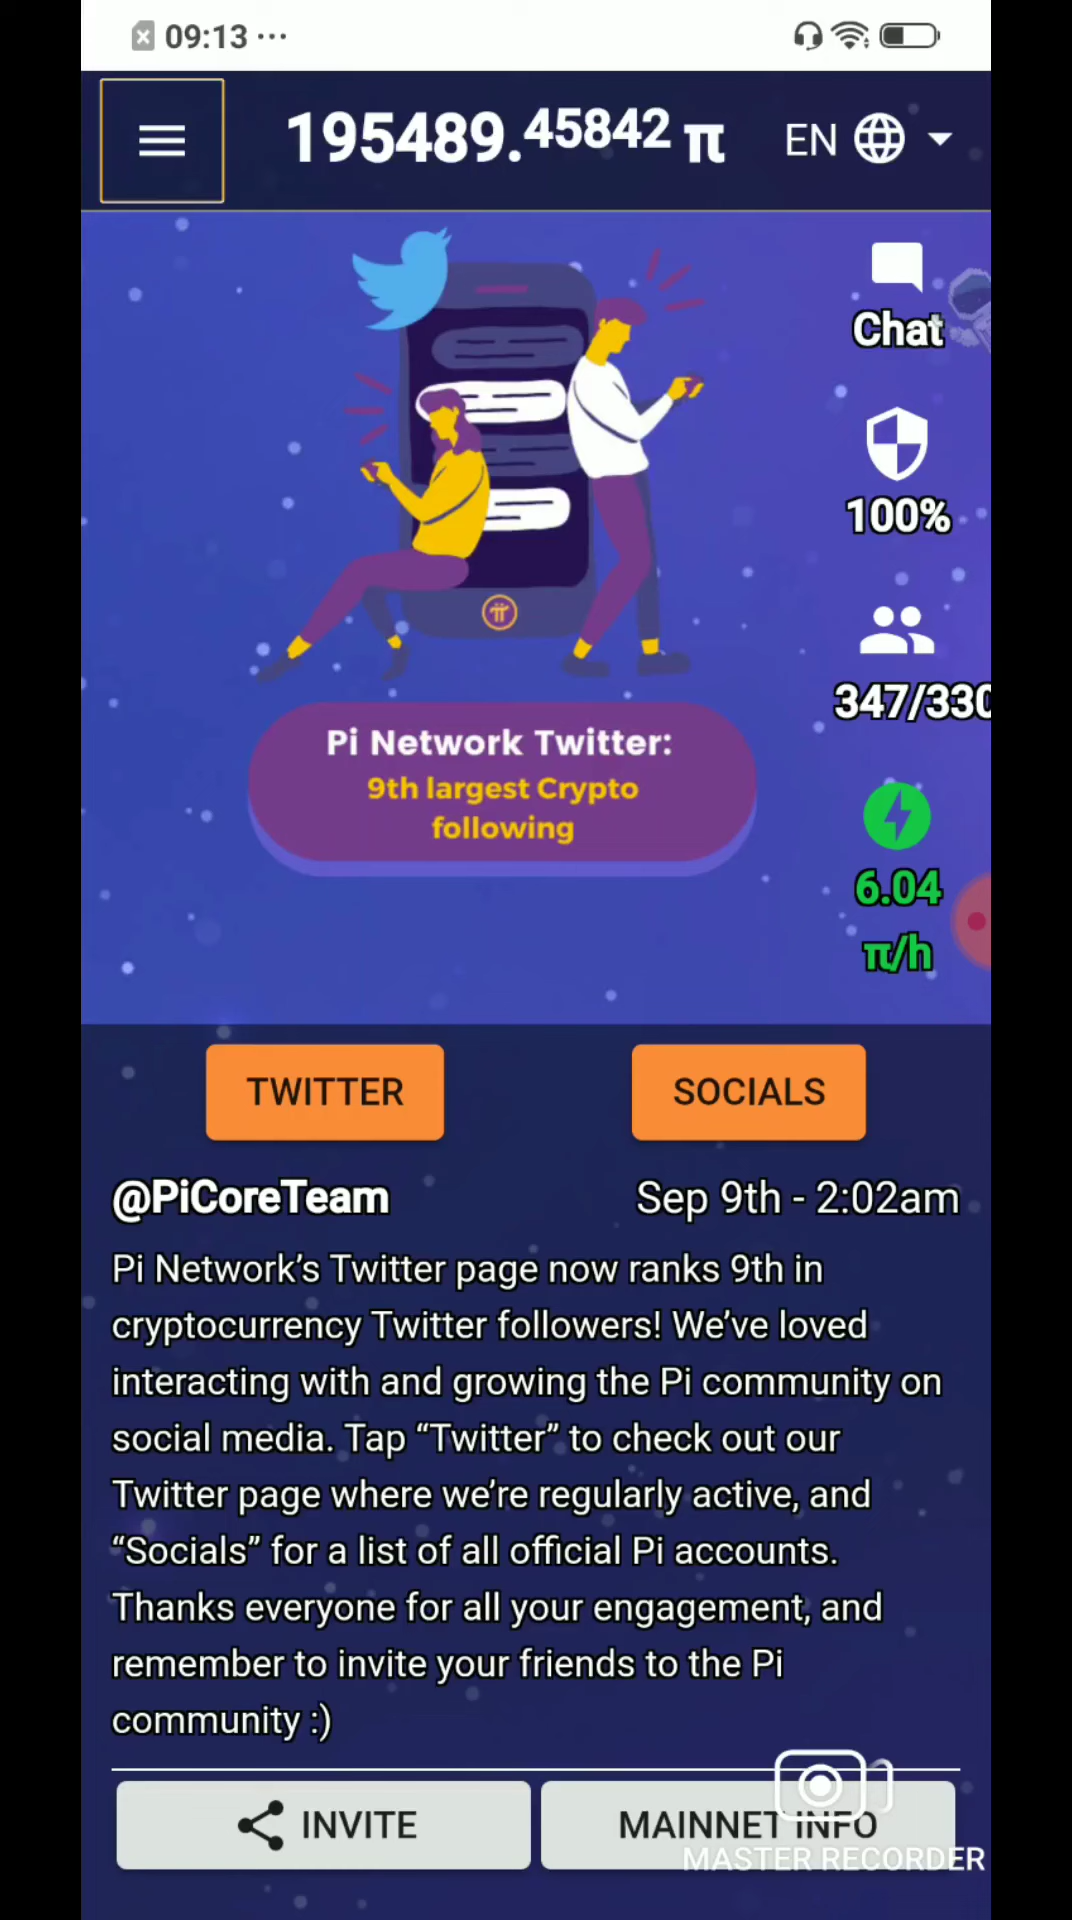 09:13 ...
195489.45842 π EN
Chat
100%
347/330
6.04
π/h
Pi Network Twitter:
9th largest Crypto
following
TWITTER SOCIALS
@PiCoreTeam Sep 9th - 2:02am
Pi Network’s Twitter page now ranks 9th in
cryptocurrency Twitter followers! We’ve loved
interacting with and growing the Pi community on
social media. Tap “Twitter” to check out our
Twitter page where we’re regularly active, and
“Socials” for a list of all official Pi accounts.
Thanks everyone for all your engagement, and
remember to invite your friends to the Pi
community :)
INVITE MAINNET INFO
MASTER RECORDER